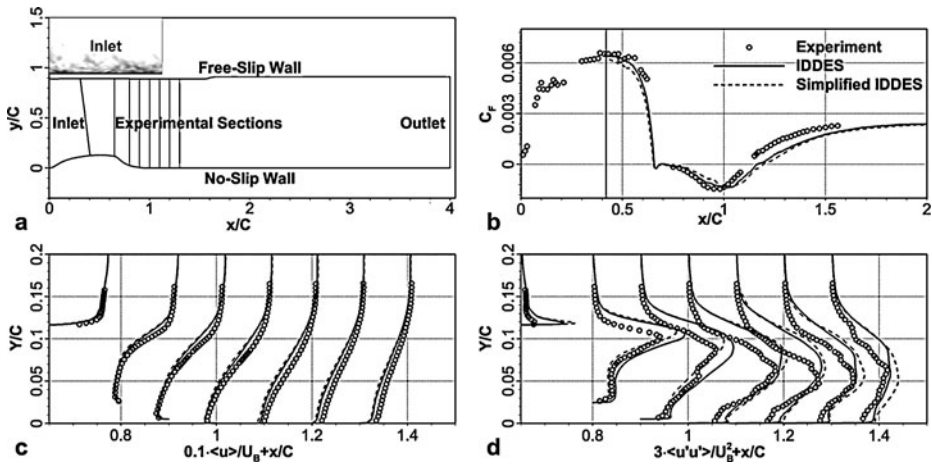 1.5
Inlet
Free-Slip Wall
1
y/C
0.5
Inlet
Experimental Sections
Outlet
0
No-Slip Wall
0
1
2
3
4
a
x/C
0.006
Experiment
IDDES
Simplified IDDES
C_F
0.003
0
0
0.5
1
1.5
2
b
x/C
0.2
0.15
Y/C
0.1
0.05
0
0.8
1
1.2
1.4
c
0.1·<u>/U_B+x/C
0.2
0.15
Y/C
0.1
0.05
0
0.8
1
1.2
1.4
d
3·<u'u'>/U_B^2+x/C